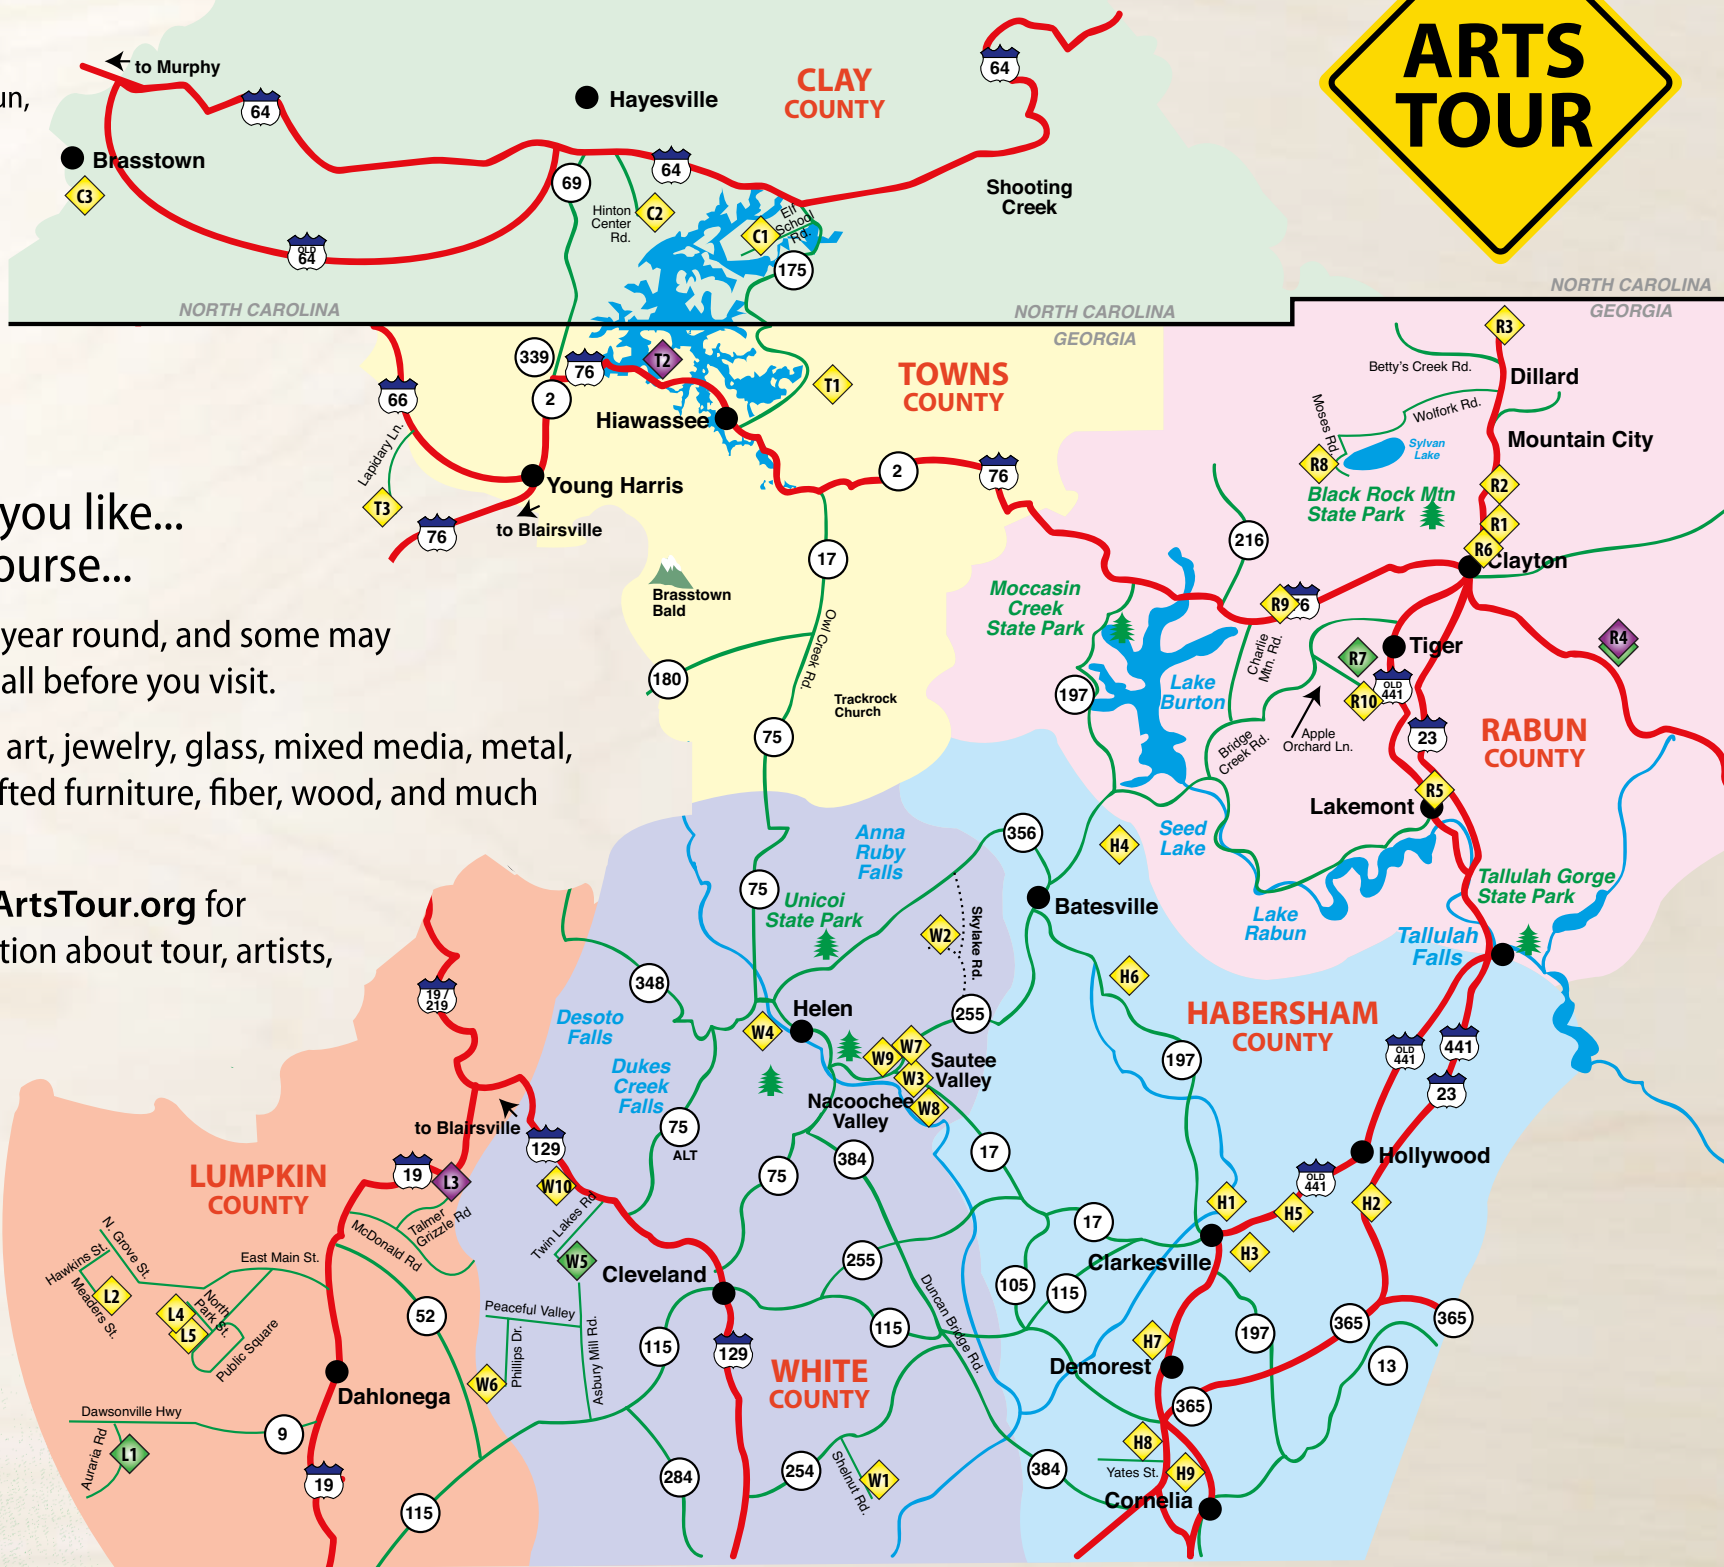 ARTS
TOUR
un,
you like...
ourse...
year round, and some may
all before you visit.
art, jewelry, glass, mixed media, metal,
fted furniture, fiber, wood, and much
ArtsTour.org for
tion about tour, artists,
to Murphy
64
Hayesville
CLAY
COUNTY
64
Brasstown
C3
69
64
Hinton
Center
Rd.
C2
C1
Elf
School
Rd.
175
Shooting
Creek
OLD
64
NORTH CAROLINA
NORTH CAROLINA
GEORGIA
NORTH CAROLINA
GEORGIA
339
76
T2
T1
TOWNS
COUNTY
66
2
Hiawassee
Lapidary Ln.
T3
Young Harris
to Blairsville
76
2
76
17
Brasstown
Bald
Owl Creek Rd.
180
Trackrock
Church
75
R3
Betty's Creek Rd.
Dillard
Wolfork Rd.
Moses Rd.
Mountain City
Sylvan
Lake
R8
R2
Black Rock Mtn
State Park
R1
R6
Clayton
216
Moccasin
Creek
State Park
R9
76
Charlie
Mtn. Rd.
Tiger
R7
R4
OLD
441
R10
197
Lake
Burton
Apple
Orchard Ln.
Bridge
Creek Rd.
23
RABUN
COUNTY
R5
Lakemont
Seed
Lake
Tallulah Gorge
State Park
Lake
Rabun
Tallulah
Falls
356
H4
Batesville
Anna
Ruby
Falls
75
Unicoi
State Park
W2
Skylake Rd.
H6
255
348
Desoto
Falls
Helen
W4
W7
W9
Sautee
Valley
W3
Dukes
Creek
Falls
Nacoochee
Valley
W8
HABERSHAM
COUNTY
197
OLD
441
441
23
19/
219
to Blairsville
129
75
ALT
384
17
75
Hollywood
OLD
441
LUMPKIN
COUNTY
19
L3
W10
Talmer
Grizzle Rd
McDonald Rd
Twin Lakes Rd
W5
Cleveland
255
17
H1
H5
H2
Clarkesville
H3
N. Grove St.
Hawkins St.
East Main St.
L2
Meaders St.
L4
L5
North
Park St.
Public Square
52
Peaceful Valley
Phillips Dr.
Asbury Mill Rd.
W6
115
129
115
Duncan Bridge Rd.
105
115
H7
Demorest
197
365
365
13
365
WHITE
COUNTY
Dahlonega
Dawsonville Hwy
9
Auraria Rd
L1
19
115
284
254
Shelnut Rd.
W1
384
H8
Yates St.
H9
Cornelia